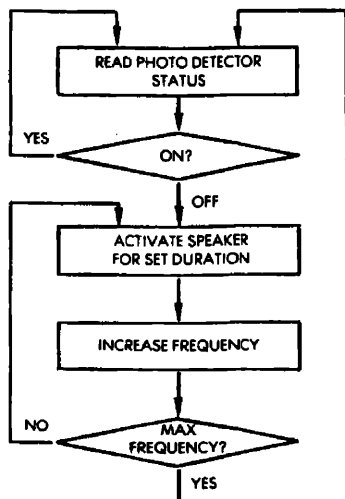 READ PHOTO DETECTOR
STATUS
YES
ON?
OFF
ACTIVATE SPEAKER
FOR SET DURATION
INCREASE FREQUENCY
NO
MAX
FREQUENCY?
YES